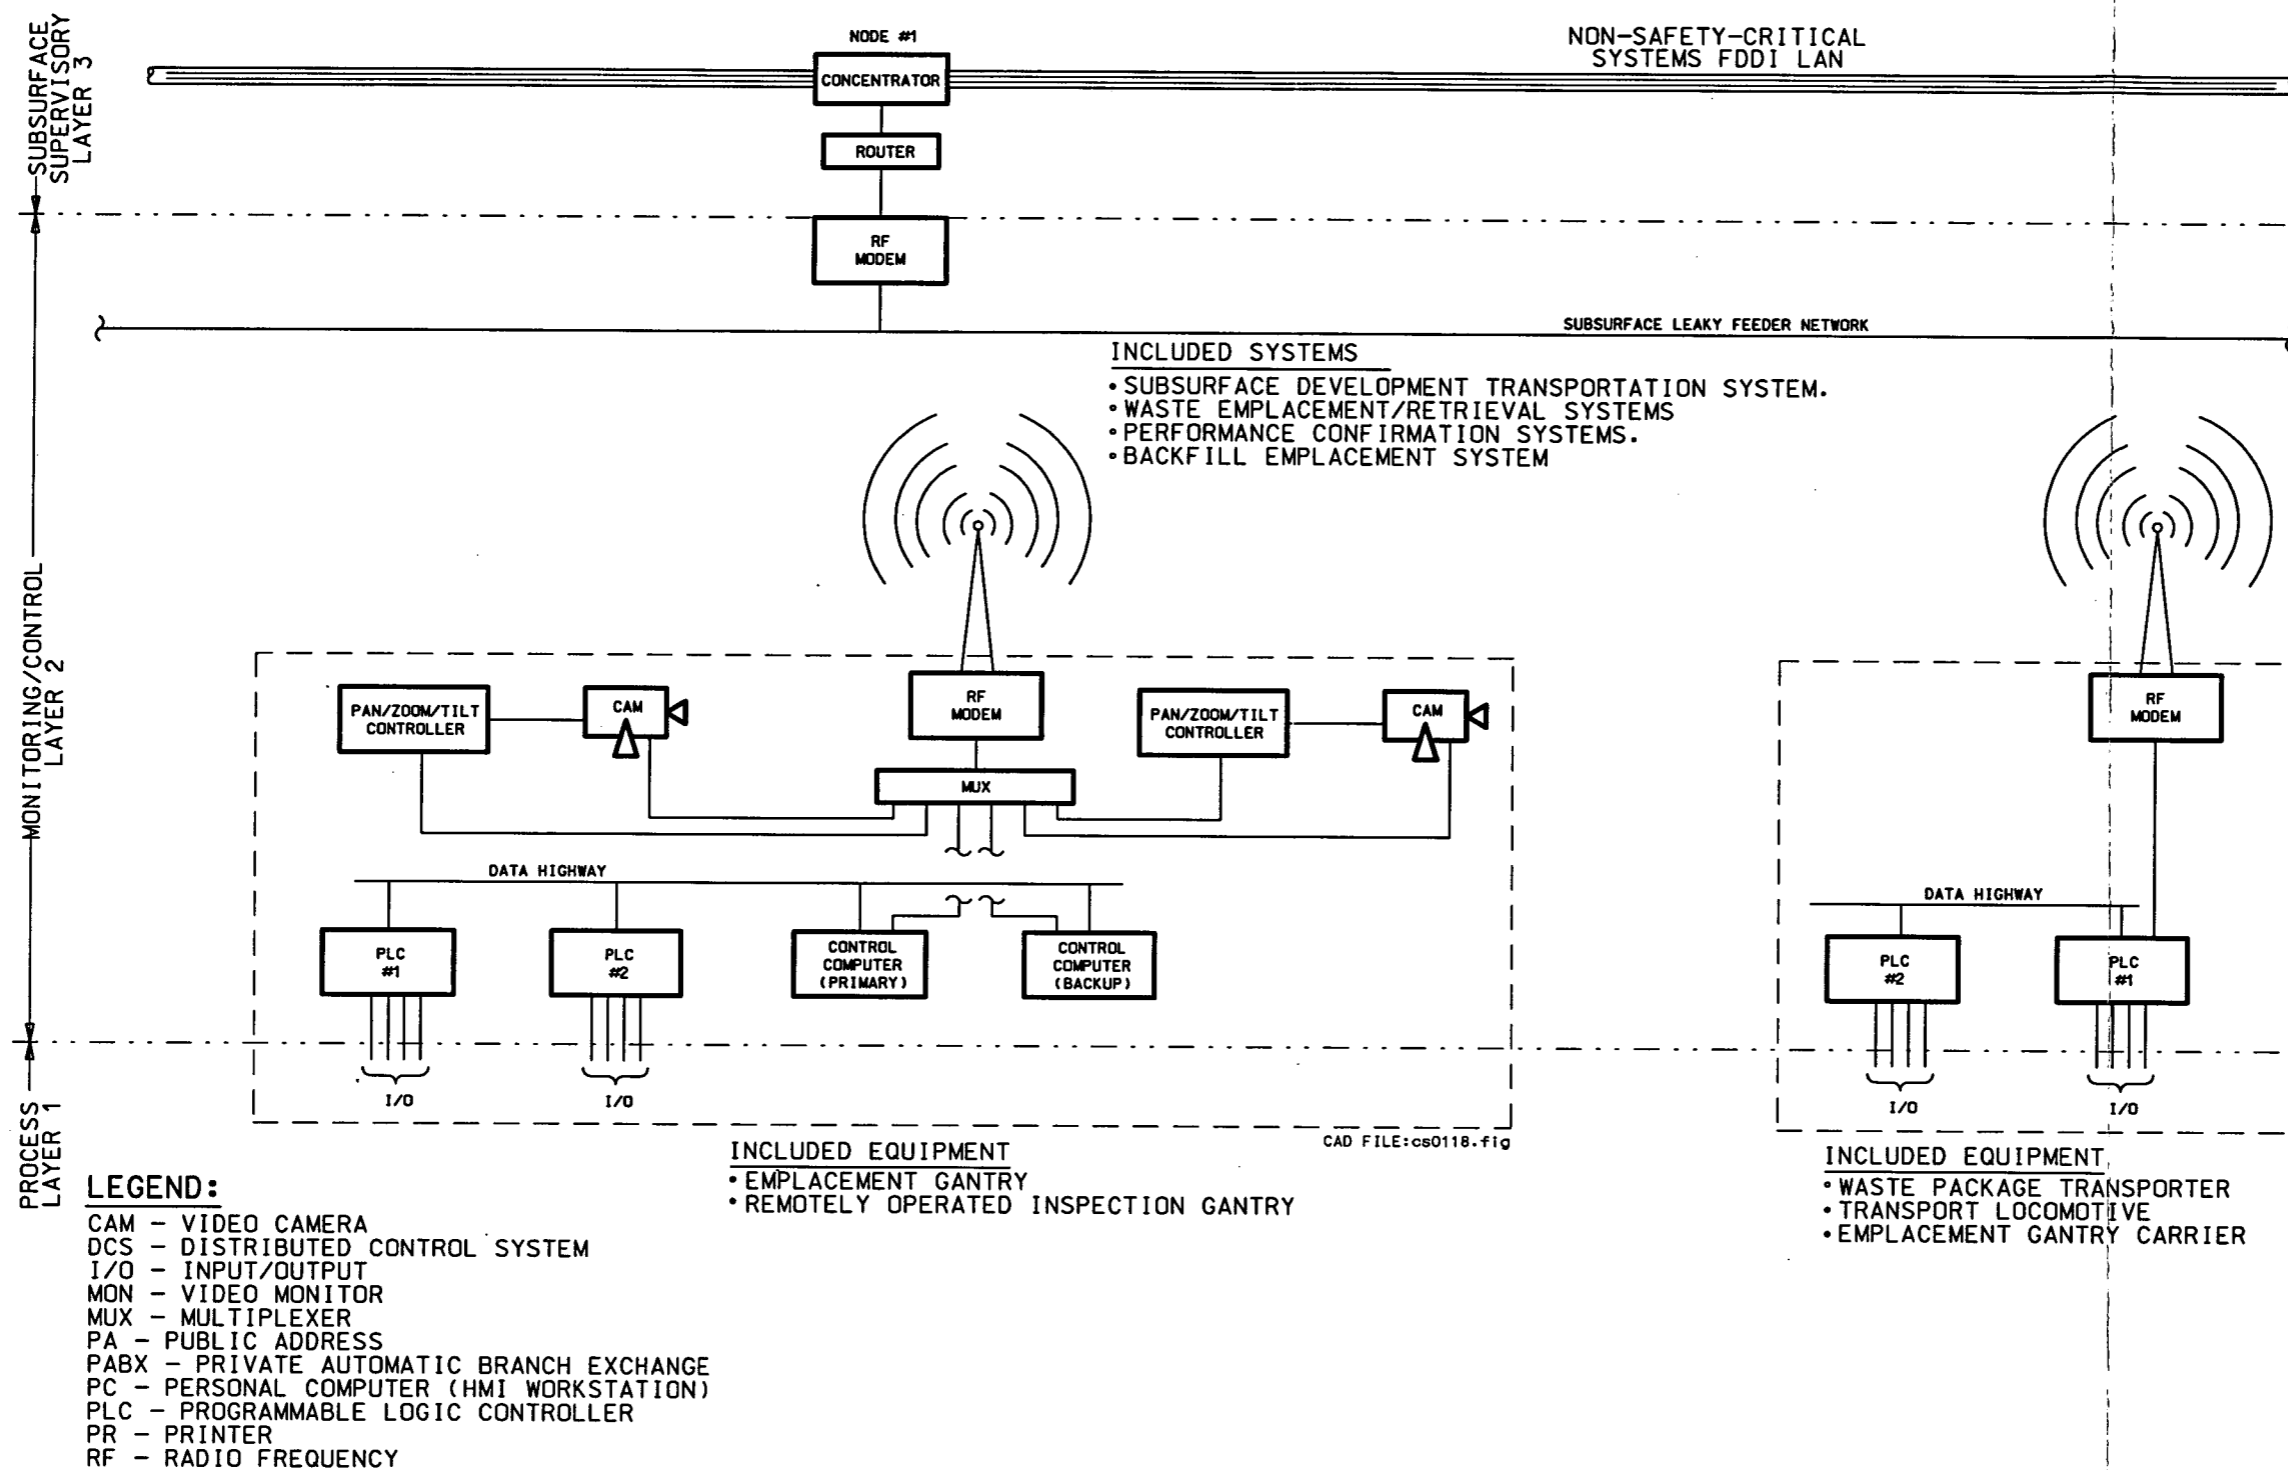 SUBSURFACE
SUPERVISORY
LAYER 3
NODE #1
CONCENTRATOR
NON-SAFETY-CRITICAL
SYSTEMS FDDI LAN
ROUTER
RF
MODEM
SUBSURFACE LEAKY FEEDER NETWORK
INCLUDED SYSTEMS
•SUBSURFACE DEVELOPMENT TRANSPORTATION SYSTEM.
•WASTE EMPLACEMENT/RETRIEVAL SYSTEMS
•PERFORMANCE CONFIRMATION SYSTEMS.
•BACKFILL EMPLACEMENT SYSTEM
MONITORING/CONTROL
LAYER 2
PAN/ZOOM/TILT
CONTROLLER
CAM
RF
MODEM
PAN/ZOOM/TILT
CONTROLLER
CAM
MUX
DATA HIGHWAY
PLC
#1
PLC
#2
CONTROL
COMPUTER
(PRIMARY)
CONTROL
COMPUTER
(BACKUP)
I/O
I/O
RF
MODEM
DATA HIGHWAY
PLC
#2
PLC
#1
I/O
I/O
PROCESS
LAYER 1
CAD FILE:cs0118.fig
INCLUDED EQUIPMENT
•EMPLACEMENT GANTRY
•REMOTELY OPERATED INSPECTION GANTRY
INCLUDED EQUIPMENT
•WASTE PACKAGE TRANSPORTER
•TRANSPORT LOCOMOTIVE
•EMPLACEMENT GANTRY CARRIER
LEGEND:
CAM - VIDEO CAMERA
DCS - DISTRIBUTED CONTROL SYSTEM
I/O - INPUT/OUTPUT
MON - VIDEO MONITOR
MUX - MULTIPLEXER
PA - PUBLIC ADDRESS
PABX - PRIVATE AUTOMATIC BRANCH EXCHANGE
PC - PERSONAL COMPUTER (HMI WORKSTATION)
PLC - PROGRAMMABLE LOGIC CONTROLLER
PR - PRINTER
RF - RADIO FREQUENCY